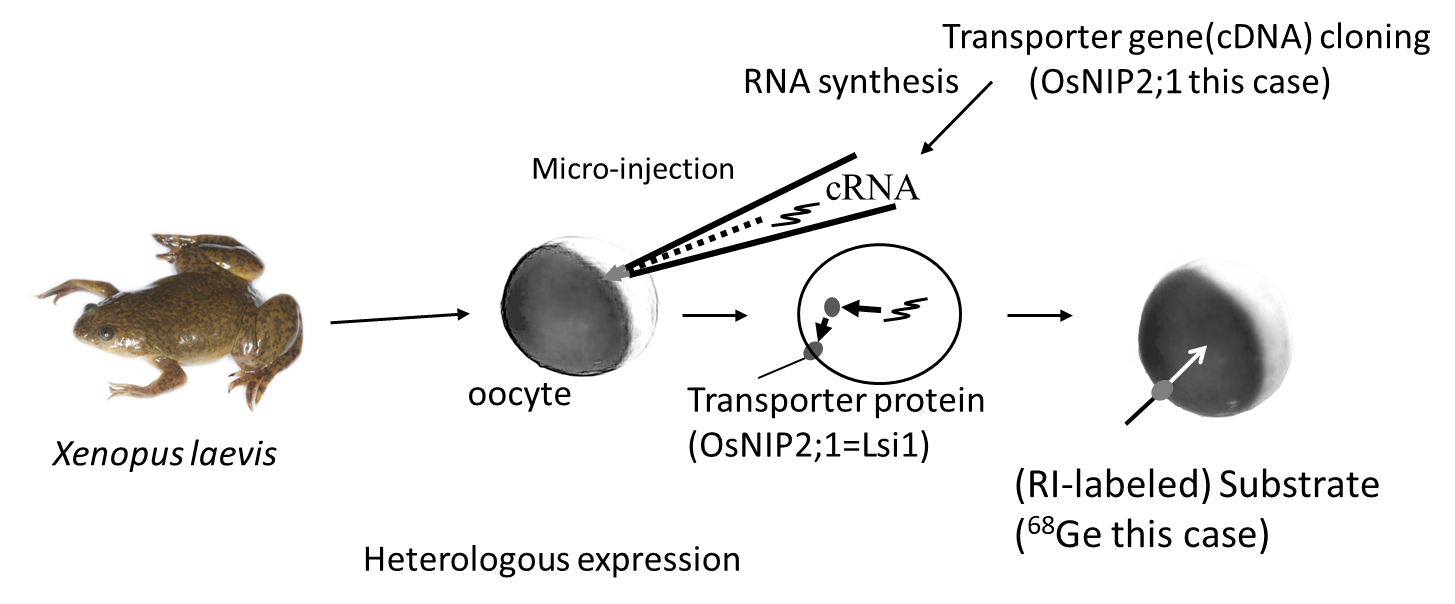 Transporter gene(cDNA) cloning
(OsNIP2;1 this case)
RNA synthesis
Micro-injection
cRNA
oocyte
Transporter protein
(OsNIP2;1=Lsi1)
Xenopus laevis
(RI-labeled) Substrate
(⁶⁸Ge this case)
Heterologous expression